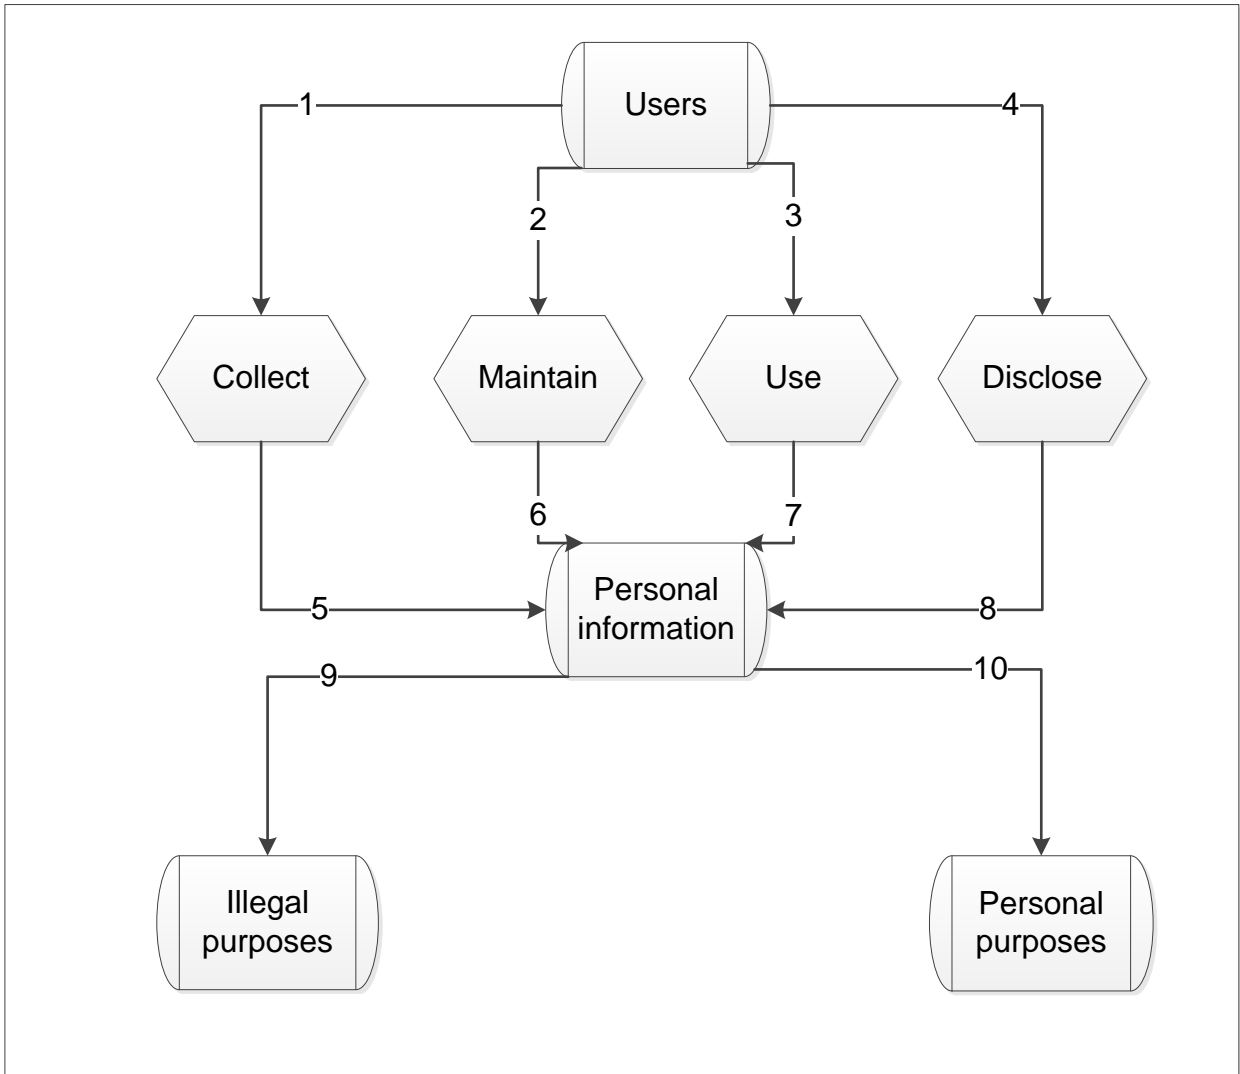 Users
1
4
2
3
Collect
Maintain
Use
Disclose
6
7
Personal
information
5
8
9
10
Illegal
purposes
Personal
purposes